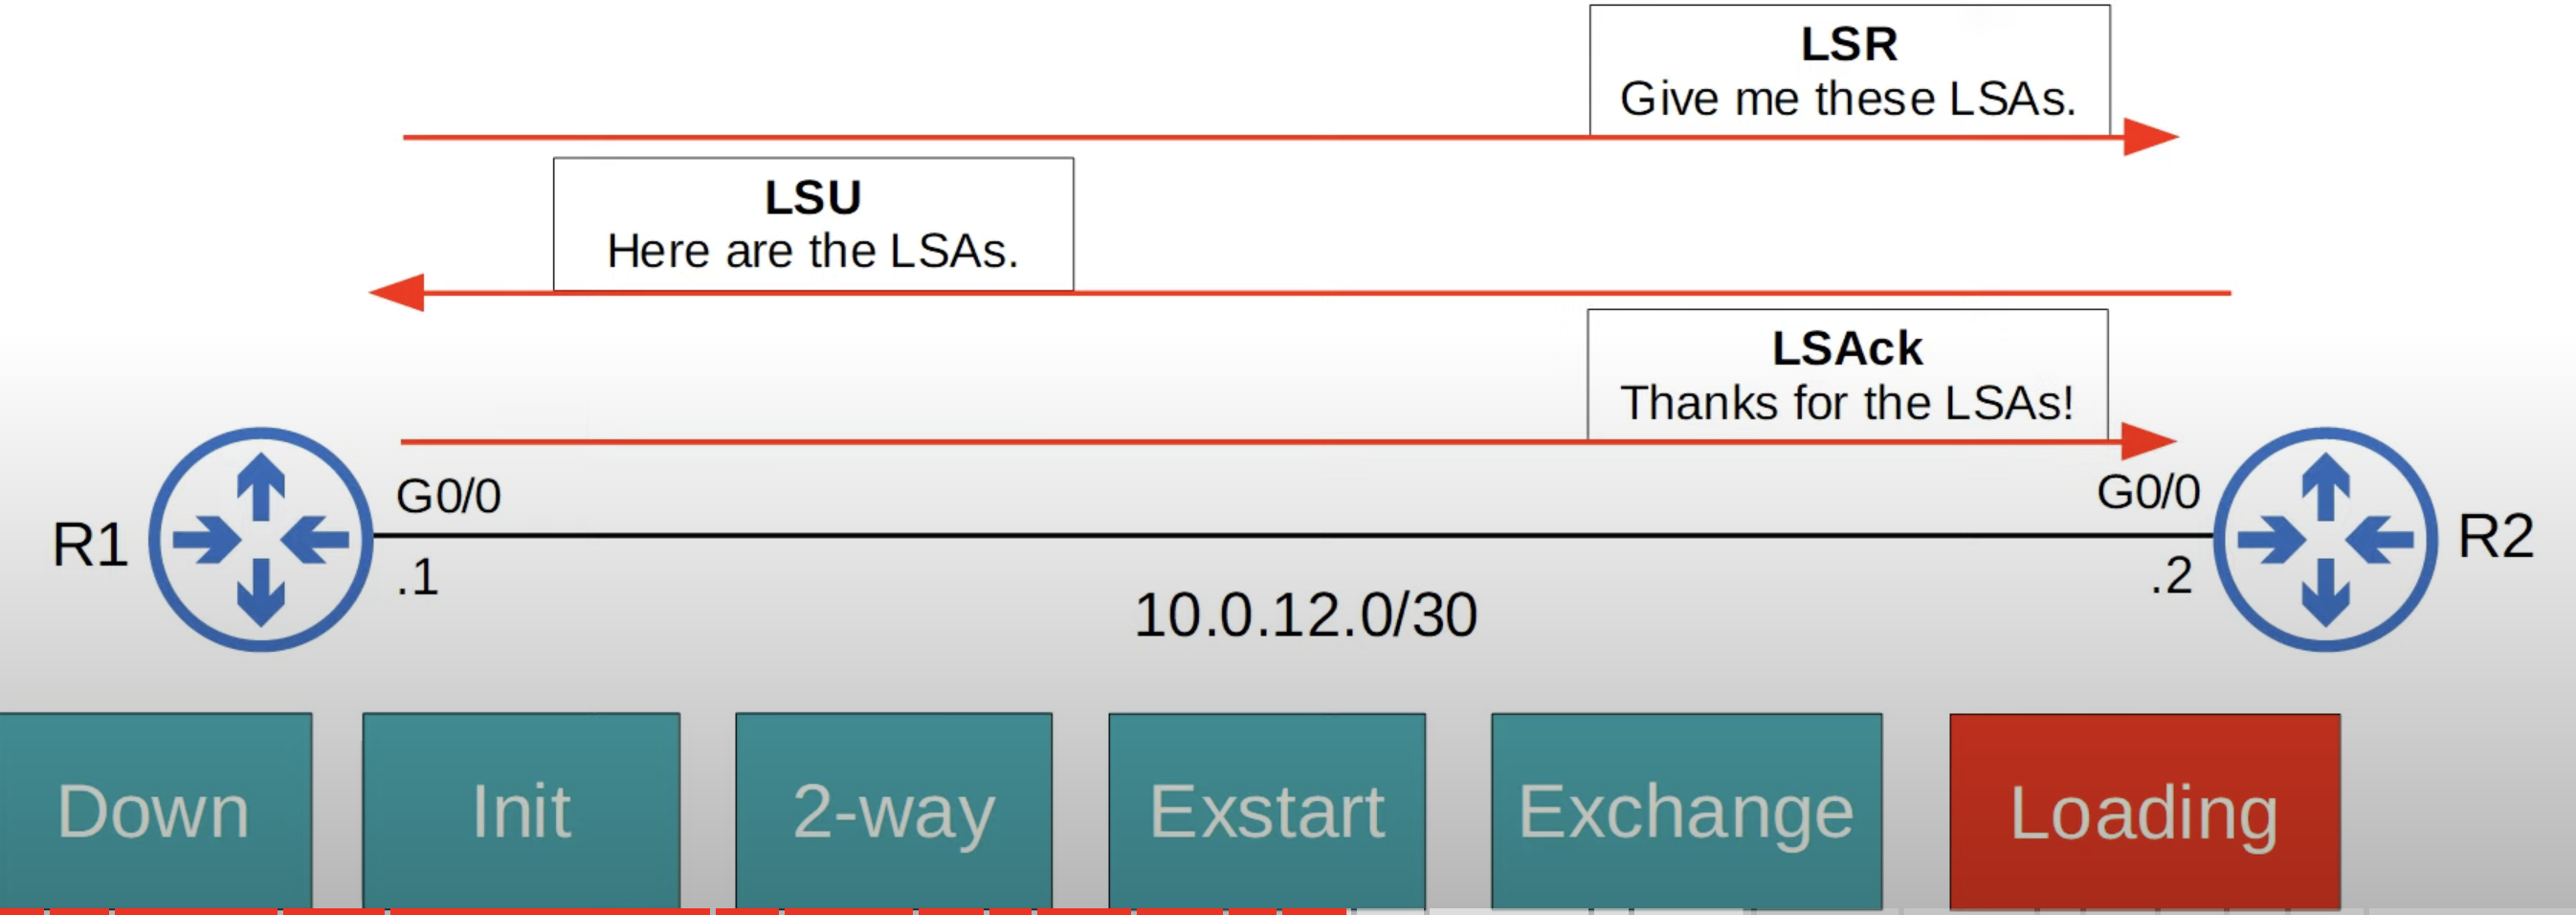 LSR
Give me these LSAs.
LSU
Here are the LSAs.
LSAck
Thanks for the LSAs!
G0/0
G0/0
R1
R2
.1
.2
10.0.12.0/30
Down
Init
2-way
Exstart
Exchange
Loading